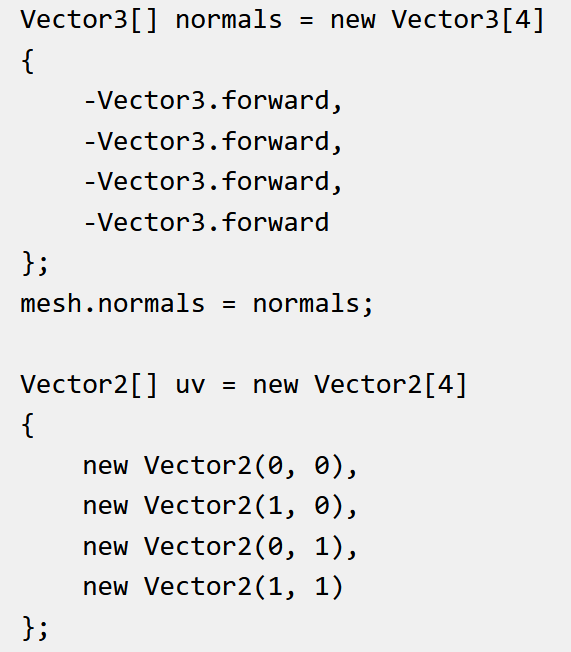 Vector3[] normals = new Vector3[4]
{
    -Vector3.forward,
    -Vector3.forward,
    -Vector3.forward,
    -Vector3.forward
};
mesh.normals = normals;

Vector2[] uv = new Vector2[4]
{
    new Vector2(0, 0),
    new Vector2(1, 0),
    new Vector2(0, 1),
    new Vector2(1, 1)
};